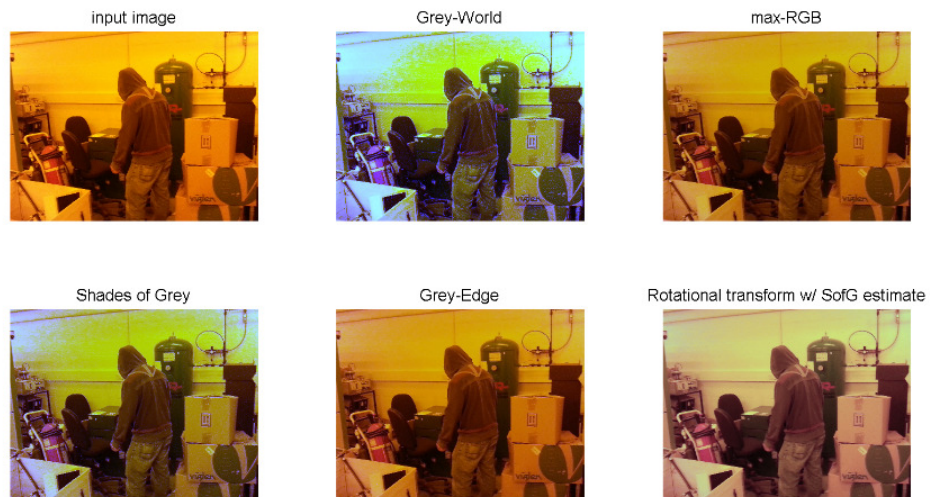 input image
Grey-World
max-RGB
Shades of Grey
Grey-Edge
Rotational transform w/ SofG estimate